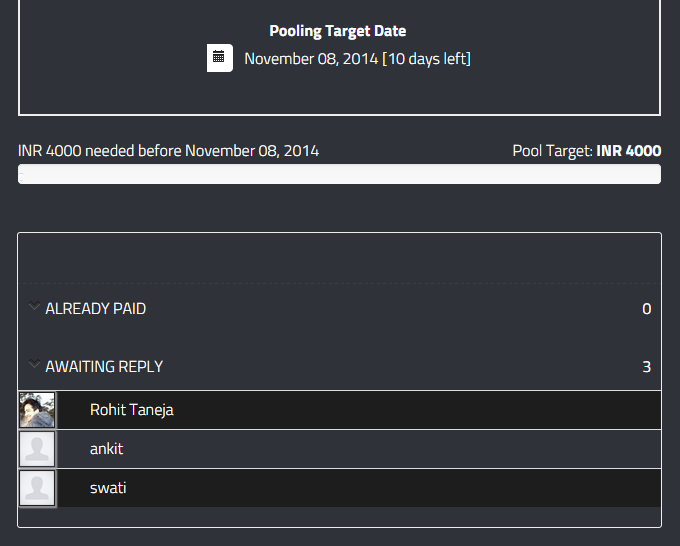 Pooling Target Date
November 08, 2014 [10 days left]
INR 4000 needed before November 08, 2014 Pool Target: INR 4000
ALREADY PAID 0
AWAITING REPLY 3
Rohit Taneja
ankit
swati